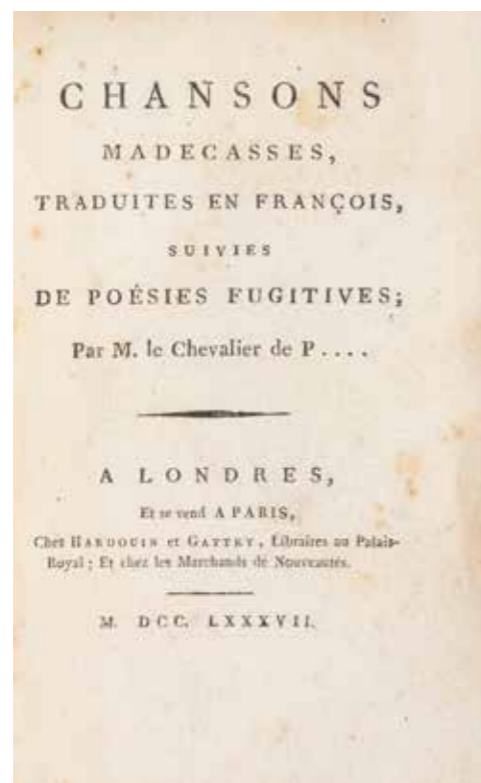 CHANSONS
MADECASSES,
TRADUITES EN FRANÇOIS,
SUIVIES
DE POÉSIES FUGITIVES;
Par M. le Chevalier de P....
A LONDRES,
Et se vend A PARIS,
Chez HARDOUIN et GATTEY, Libraires au Palais-
Royal; Et chez les Marchands de Nouveautés.
M. DCC. LXXXVII.